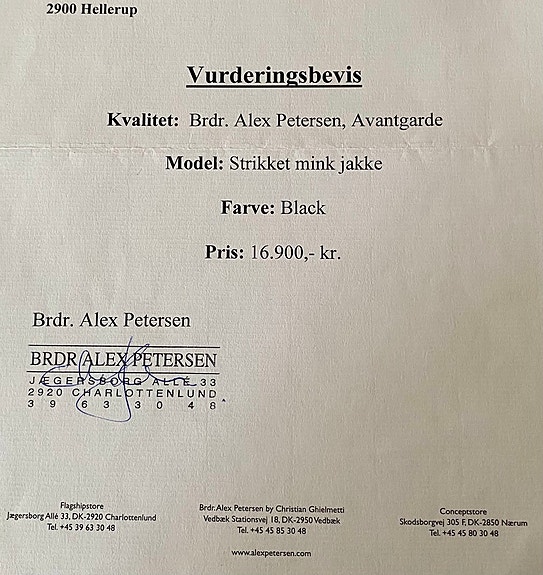 2900 Hellerup
Vurderingsbevis
Kvalitet: Brdr. Alex Petersen, Avantgarde
Model: Strikket mink jakke
Farve: Black
Pris: 16.900,- kr.
Brdr. Alex Petersen
BRDR ALEX PETERSEN
JÆGERSBORG ALLÉ 33
2920 CHARLOTTENLUND
39 63 30 48
Flagshipstore
Jægersborg Allé 33, DK-2920 Charlottenlund
Tel. +45 39 63 30 48
Brdr. Alex Petersen by Christian Ghielmetti
Vedbæk Stationsvej 18, DK-2950 Vedbæk
Tel. +44 45 85 30 48
Conceptstore
Skodsborgvej 305 F, DK-2850 Nærum
Tel. +45 45 80 30 48
www.alexpetersen.com